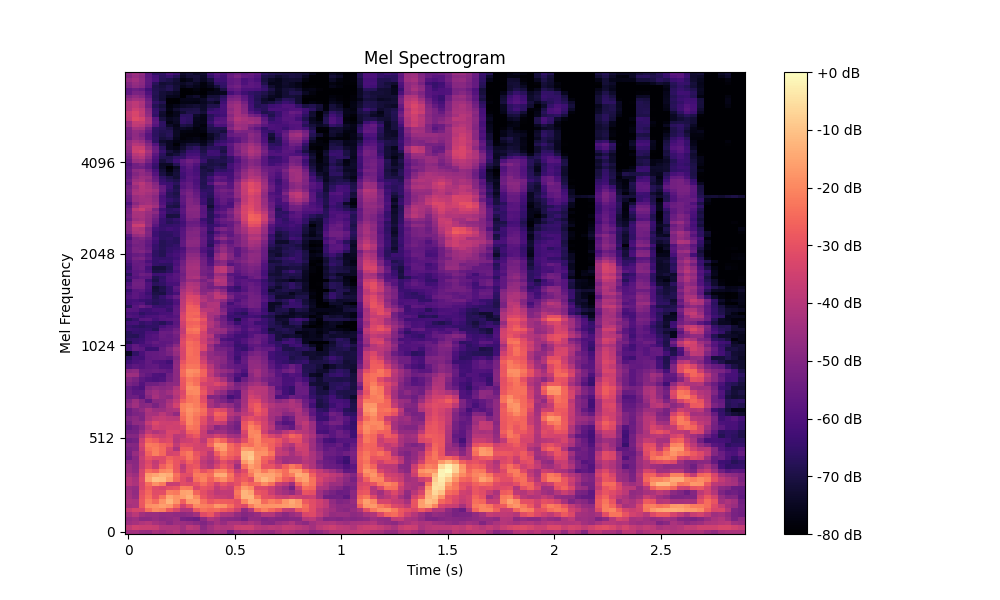 Mel Spectrogram
+0 dB
-10 dB
4096
-20 dB
-30 dB
2048
Mel Frequency
-40 dB
1024
-50 dB
-60 dB
512
-70 dB
0
-80 dB
0 0.5 1 1.5 2 2.5
Time (s)